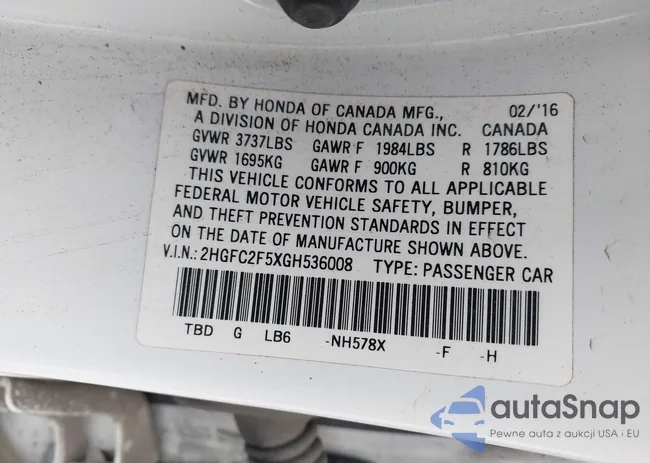 MFD. BY HONDA OF CANADA MFG., 02/'16
A DIVISION OF HONDA CANADA INC. CANADA
GVWR 3737LBS GAWR F 1984LBS R 1786LBS
GVWR 1695KG GAWR F 900KG R 810KG
THIS VEHICLE CONFORMS TO ALL APPLICABLE
FEDERAL MOTOR VEHICLE SAFETY, BUMPER,
AND THEFT PREVENTION STANDARDS IN EFFECT
ON THE DATE OF MANUFACTURE SHOWN ABOVE.
V.I.N.: 2HGFC2F5XGH536008 TYPE: PASSENGER CAR
TBD G LB6 -NH578X -F -H
autaSnap
Pewne auta z aukcji USA i EU